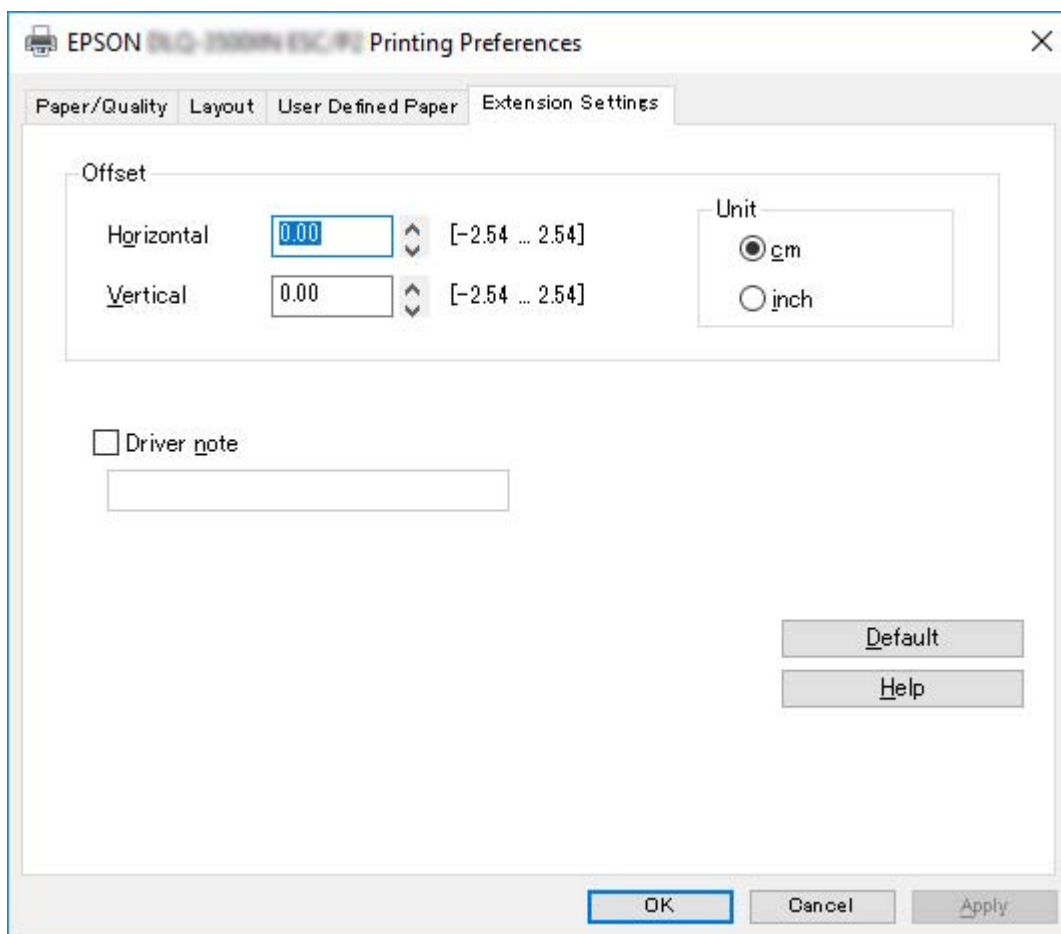 EPSON Printing Preferences
Paper/Quality Layout User Defined Paper Extension Settings
Offset
Horizontal 0.00 [-2.54 ... 2.54]
Vertical 0.00 [-2.54 ... 2.54]
Unit
cm
inch
Driver note
Default
Help
OK Cancel Apply